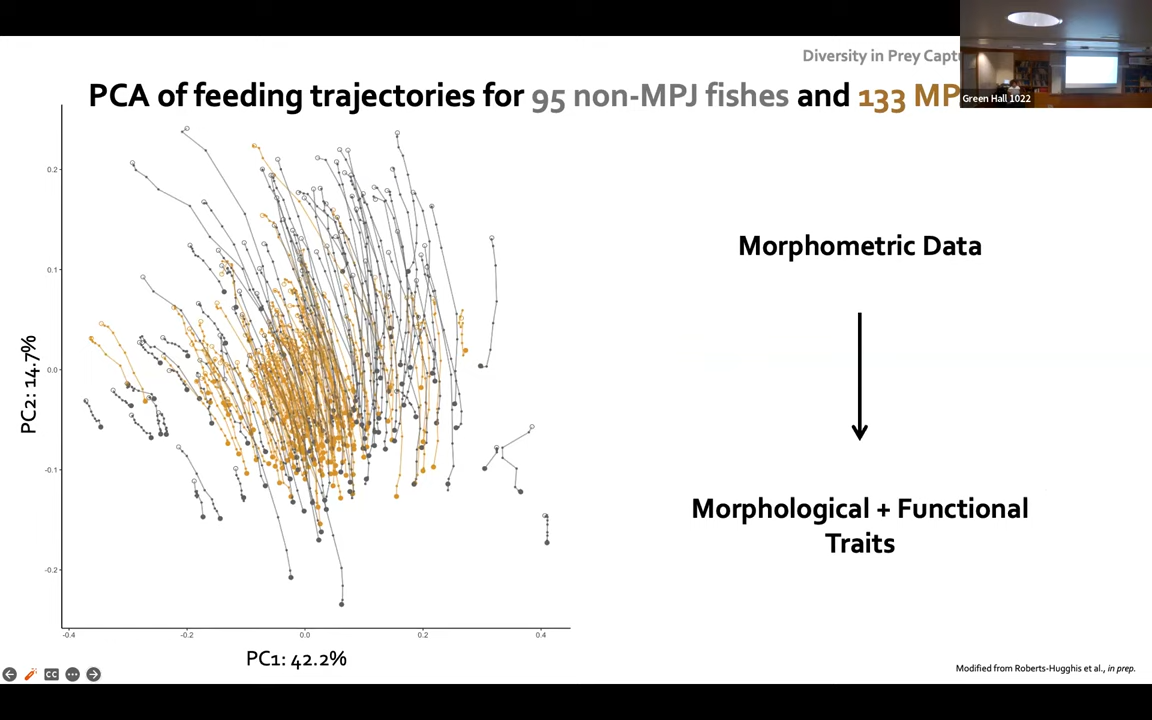 Diversity in Prey
PCA of feeding trajectories for 95 non-MPJ fishes and 133
Green Hall 1022
Morphometric Data
Morphological + Functional
Traits
PC2: 14.7%
0.2
0.1
0.0
-0.1
-0.2
-0.4
-0.2
0.0
0.2
0.4
PC1: 42.2%
CC
Modified from Roberts-Hugghis et al., in prep.